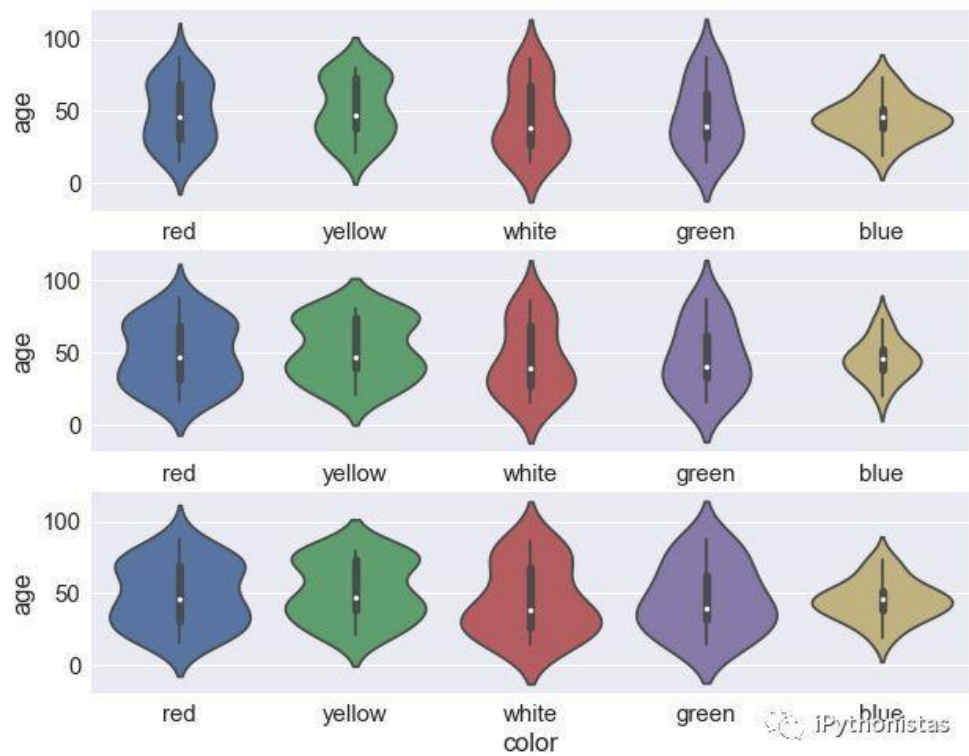 100
age
50
0
red yellow white green blue
100
age
50
0
red yellow white green blue
100
age
50
0
red yellow white green blue
color
iPythonistas